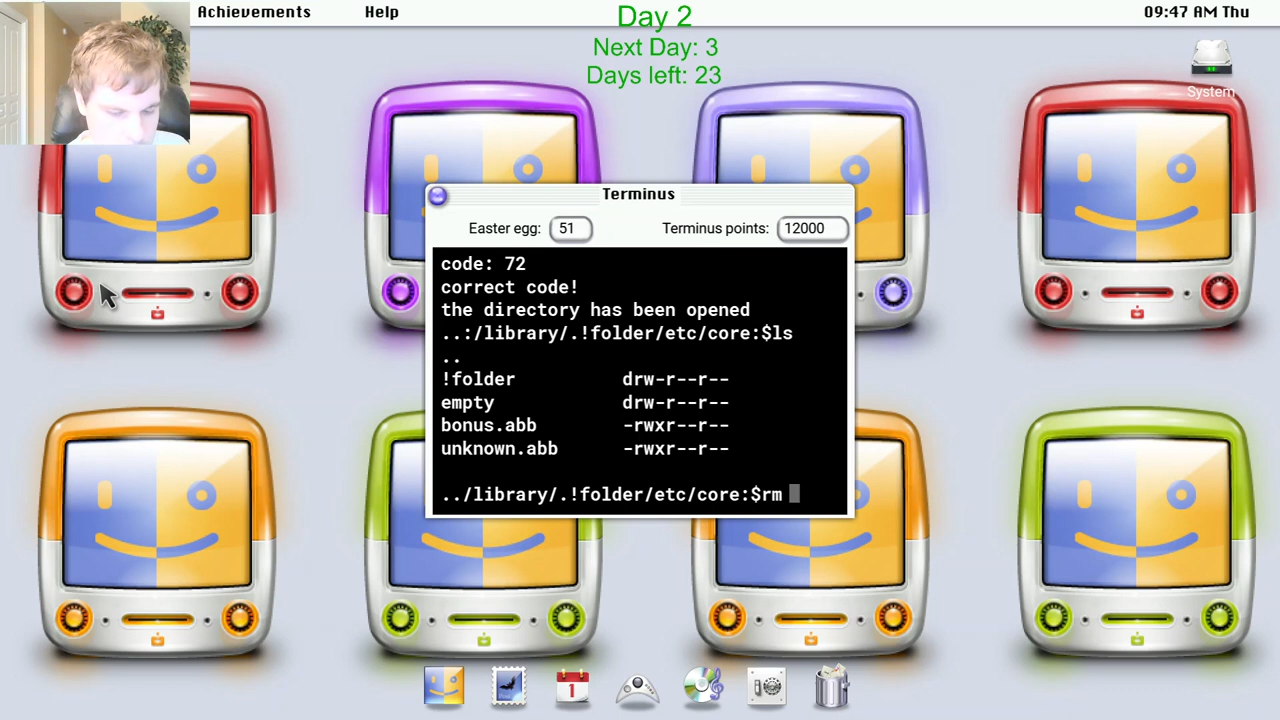 Achievements Help
Day 2
Next Day: 3
Days left: 23
09:47 AM Thu
System
Terminus
Easter egg: 51 Terminus points: 12000
code: 72
correct code!
the directory has been opened
..:/library/.!folder/etc/core:$ls
..
!folder drw-r--r--
empty drw-r--r--
bonus.abb -rwxr--r--
unknown.abb -rwxr--r--
../library/.!folder/etc/core:$rm
1